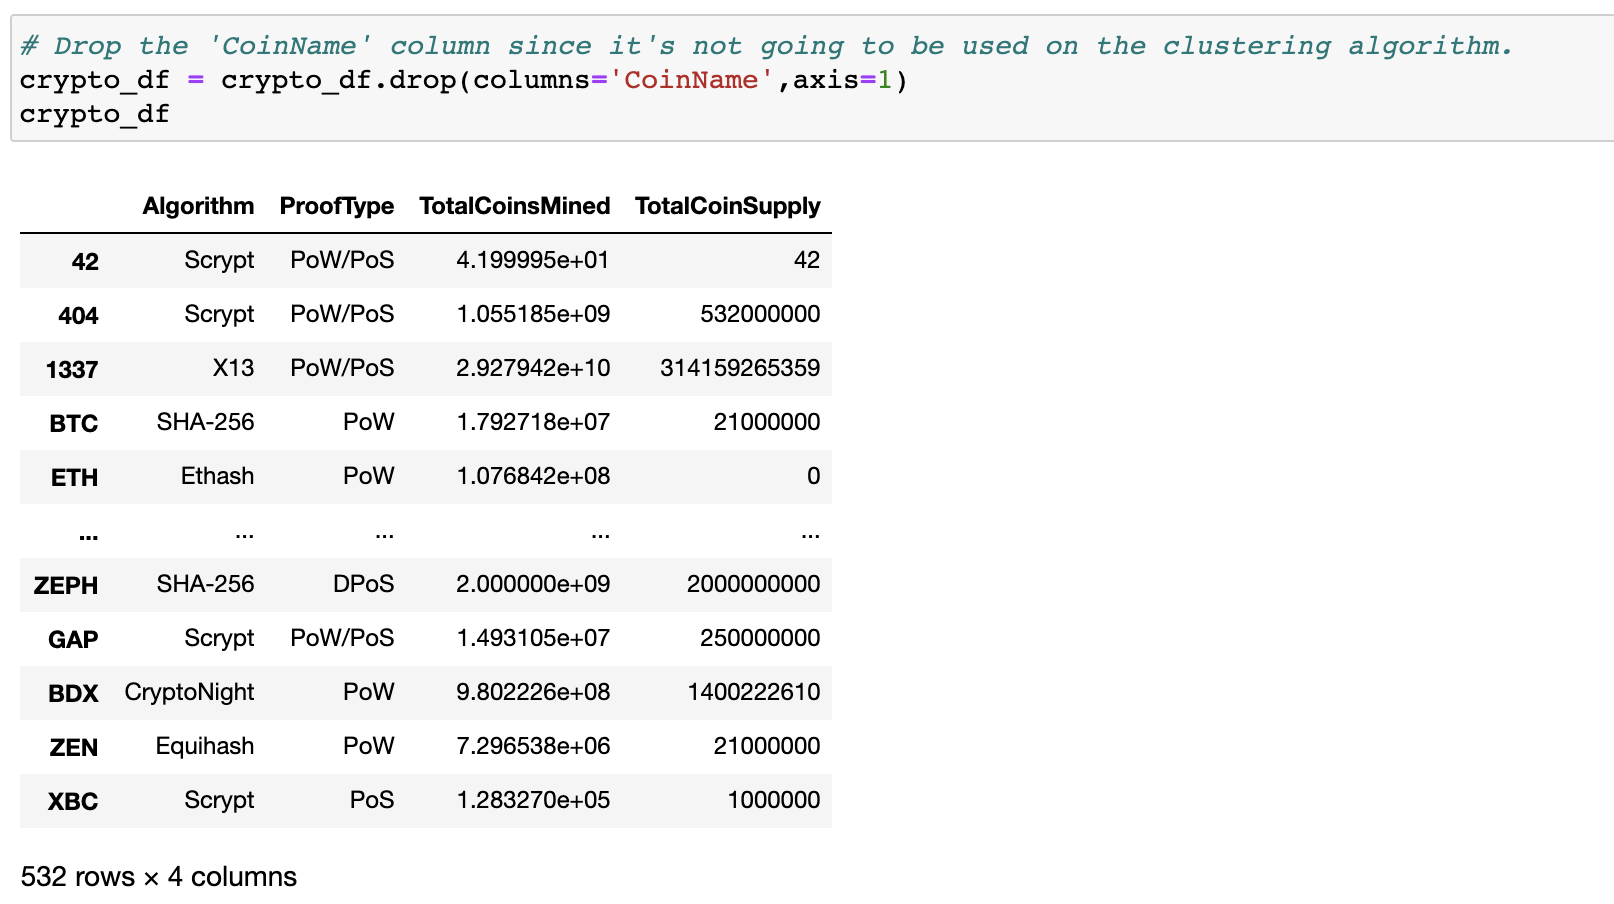 # Drop the 'CoinName' column since it's not going to be used on the clustering algorithm.
crypto_df = crypto_df.drop(columns='CoinName',axis=1)
crypto_df
Algorithm ProofType TotalCoinsMined TotalCoinSupply
42 Scrypt PoW/PoS 4.199995e+01 42
404 Scrypt PoW/PoS 1.055185e+09 532000000
1337 X13 PoW/PoS 2.927942e+10 314159265359
BTC SHA-256 PoW 1.792718e+07 21000000
ETH Ethash PoW 1.076842e+08 0
... ... ... ... ...
ZEPH SHA-256 DPoS 2.000000e+09 2000000000
GAP Scrypt PoW/PoS 1.493105e+07 250000000
BDX CryptoNight PoW 9.802226e+08 1400222610
ZEN Equihash PoW 7.296538e+06 21000000
XBC Scrypt PoS 1.283270e+05 1000000
532 rows × 4 columns